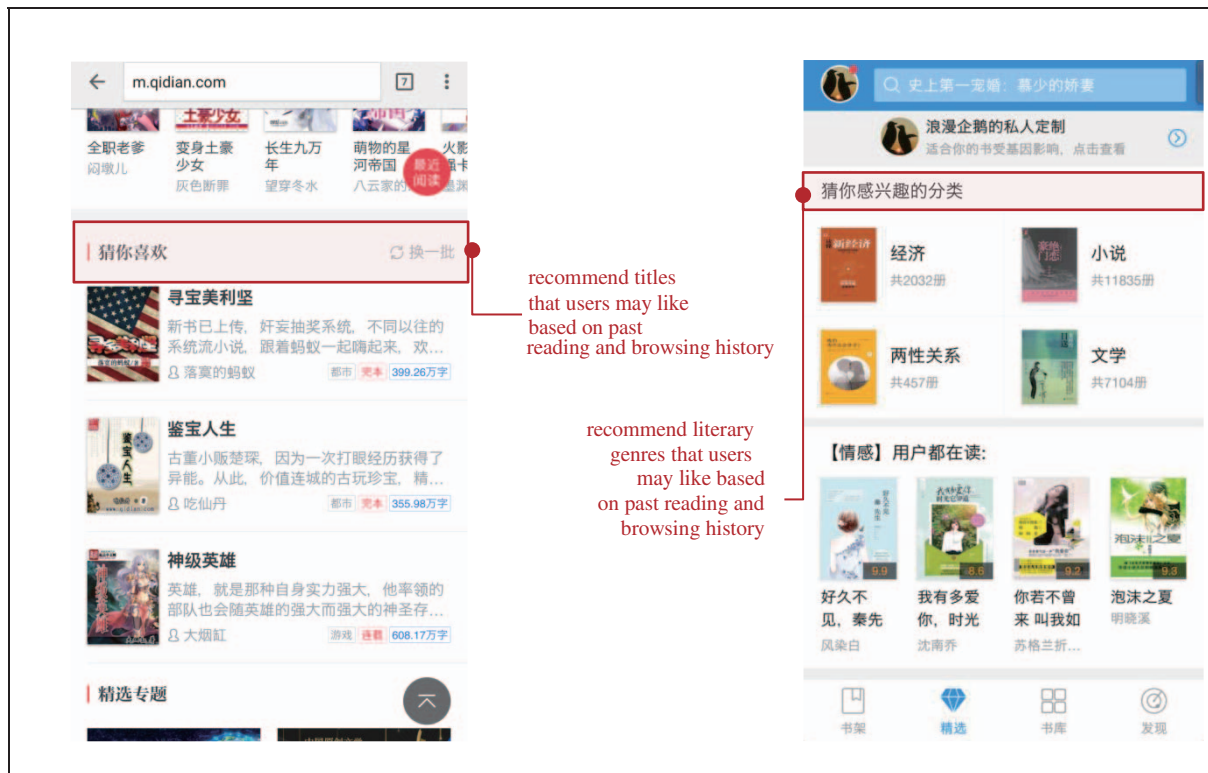 m.qidian.com
7
全职老爹
闷墩儿
变身土豪
少女
灰色断罪
长生九万
年
望穿冬水
萌物的星
河帝国
八云家的
火影
最近
阅读
猜你喜欢
换一批
寻宝美利坚
新书已上传，奸妄抽奖系统，不同以往的
系统流小说，跟着蚂蚁一起嗨起来，欢...
落寞的蚂蚁
都市 完本 399.26万字
鉴宝人生
古董小贩楚琛，因为一次打眼经历获得了
异能。从此，价值连城的古玩珍宝，精...
吃仙丹
都市 完本 355.98万字
神级英雄
英雄，就是那种自身实力强大，他率领的
部队也会随英雄的强大而强大的神圣存...
大烟缸
游戏 连载 608.17万字
精选专题
recommend titles
that users may like
based on past
reading and browsing history
recommend literary
genres that users
may like based
on past reading and
browsing history
史上第一宠婚：慕少的娇妻
浪漫企鹅的私人定制
适合你的书受基因影响，点击查看
猜你感兴趣的分类
经济
共2032册
小说
共11835册
两性关系
共457册
文学
共7104册
【情感】用户都在读:
9.9
8.6
9.2
9.3
好久不
见，秦先
风染白
我有多爱
你，时光
沈南乔
你若不曾
来 叫我如
苏格兰折...
泡沫之夏
明晓溪
书架
精选
书库
发现